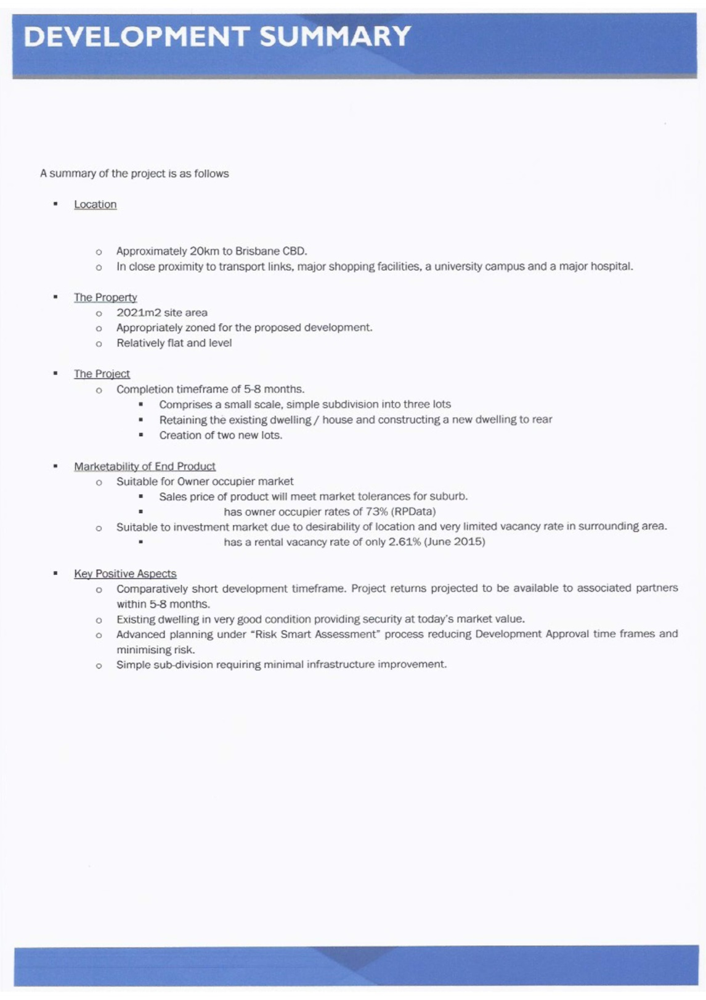 DEVELOPMENT SUMMARY
A summary of the project is as follows
▪ Location
o Approximately 20km to Brisbane CBD.
o In close proximity to transport links, major shopping facilities, a university campus and a major hospital.
▪ The Property
o 2021m2 site area
o Appropriately zoned for the proposed development.
o Relatively flat and level
▪ The Project
o Completion timeframe of 5-8 months.
▪ Comprises a small scale, simple subdivision into three lots
▪ Retaining the existing dwelling / house and constructing a new dwelling to rear
▪ Creation of two new lots.
▪ Marketability of End Product
o Suitable for Owner occupier market
▪ Sales price of product will meet market tolerances for suburb.
▪ has owner occupier rates of 73% (RPData)
o Suitable to investment market due to desirability of location and very limited vacancy rate in surrounding area.
▪ has a rental vacancy rate of only 2.61% (June 2015)
▪ Key Positive Aspects
o Comparatively short development timeframe. Project returns projected to be available to associated partners
within 5-8 months.
o Existing dwelling in very good condition providing security at today's market value.
o Advanced planning under “Risk Smart Assessment” process reducing Development Approval time frames and
minimising risk.
o Simple sub-division requiring minimal infrastructure improvement.